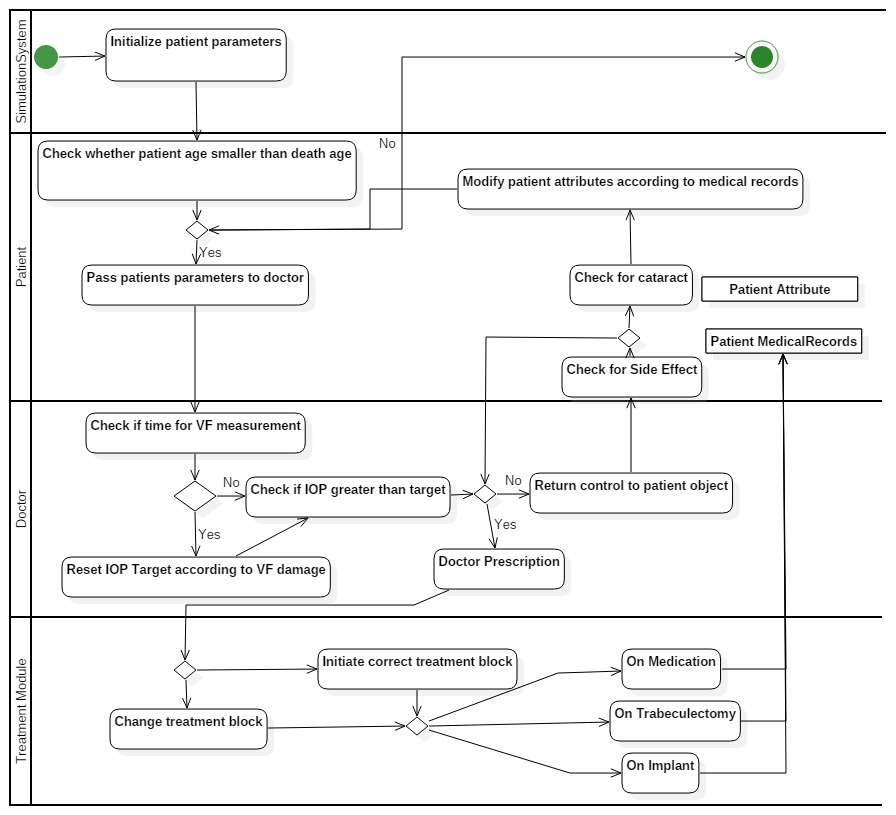 SimulationSystem
Initialize patient parameters
Patient
Check whether patient age smaller than death age
No
Modify patient attributes according to medical records
Yes
Pass patients parameters to doctor
Check for cataract
Patient Attribute
Patient MedicalRecords
Check for Side Effect
Doctor
Check if time for VF measurement
No
Check if IOP greater than target
No
Return control to patient object
Yes
Yes
Reset IOP Target according to VF damage
Doctor Prescription
Treatment Module
Initiate correct treatment block
On Medication
Change treatment block
On Trabeculectomy
On Implant